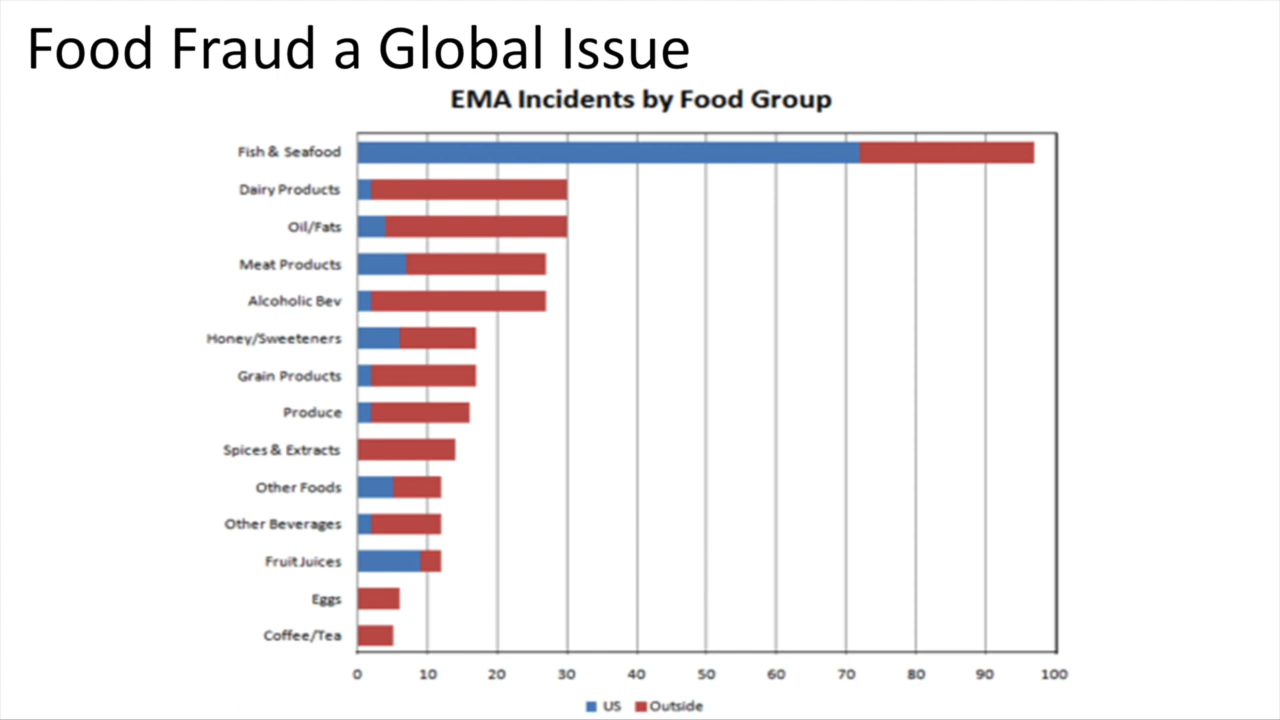 Food Fraud a Global Issue
EMA Incidents by Food Group
Fish & Seafood
Dairy Products
Oil/Fats
Meat Products
Alcoholic Bev
Honey/Sweeteners
Grain Products
Produce
Spices & Extracts
Other Foods
Other Beverages
Fruit Juices
Eggs
Coffee/Tea
0 10 20 30 40 50 60 70 80 90 100
US Outside